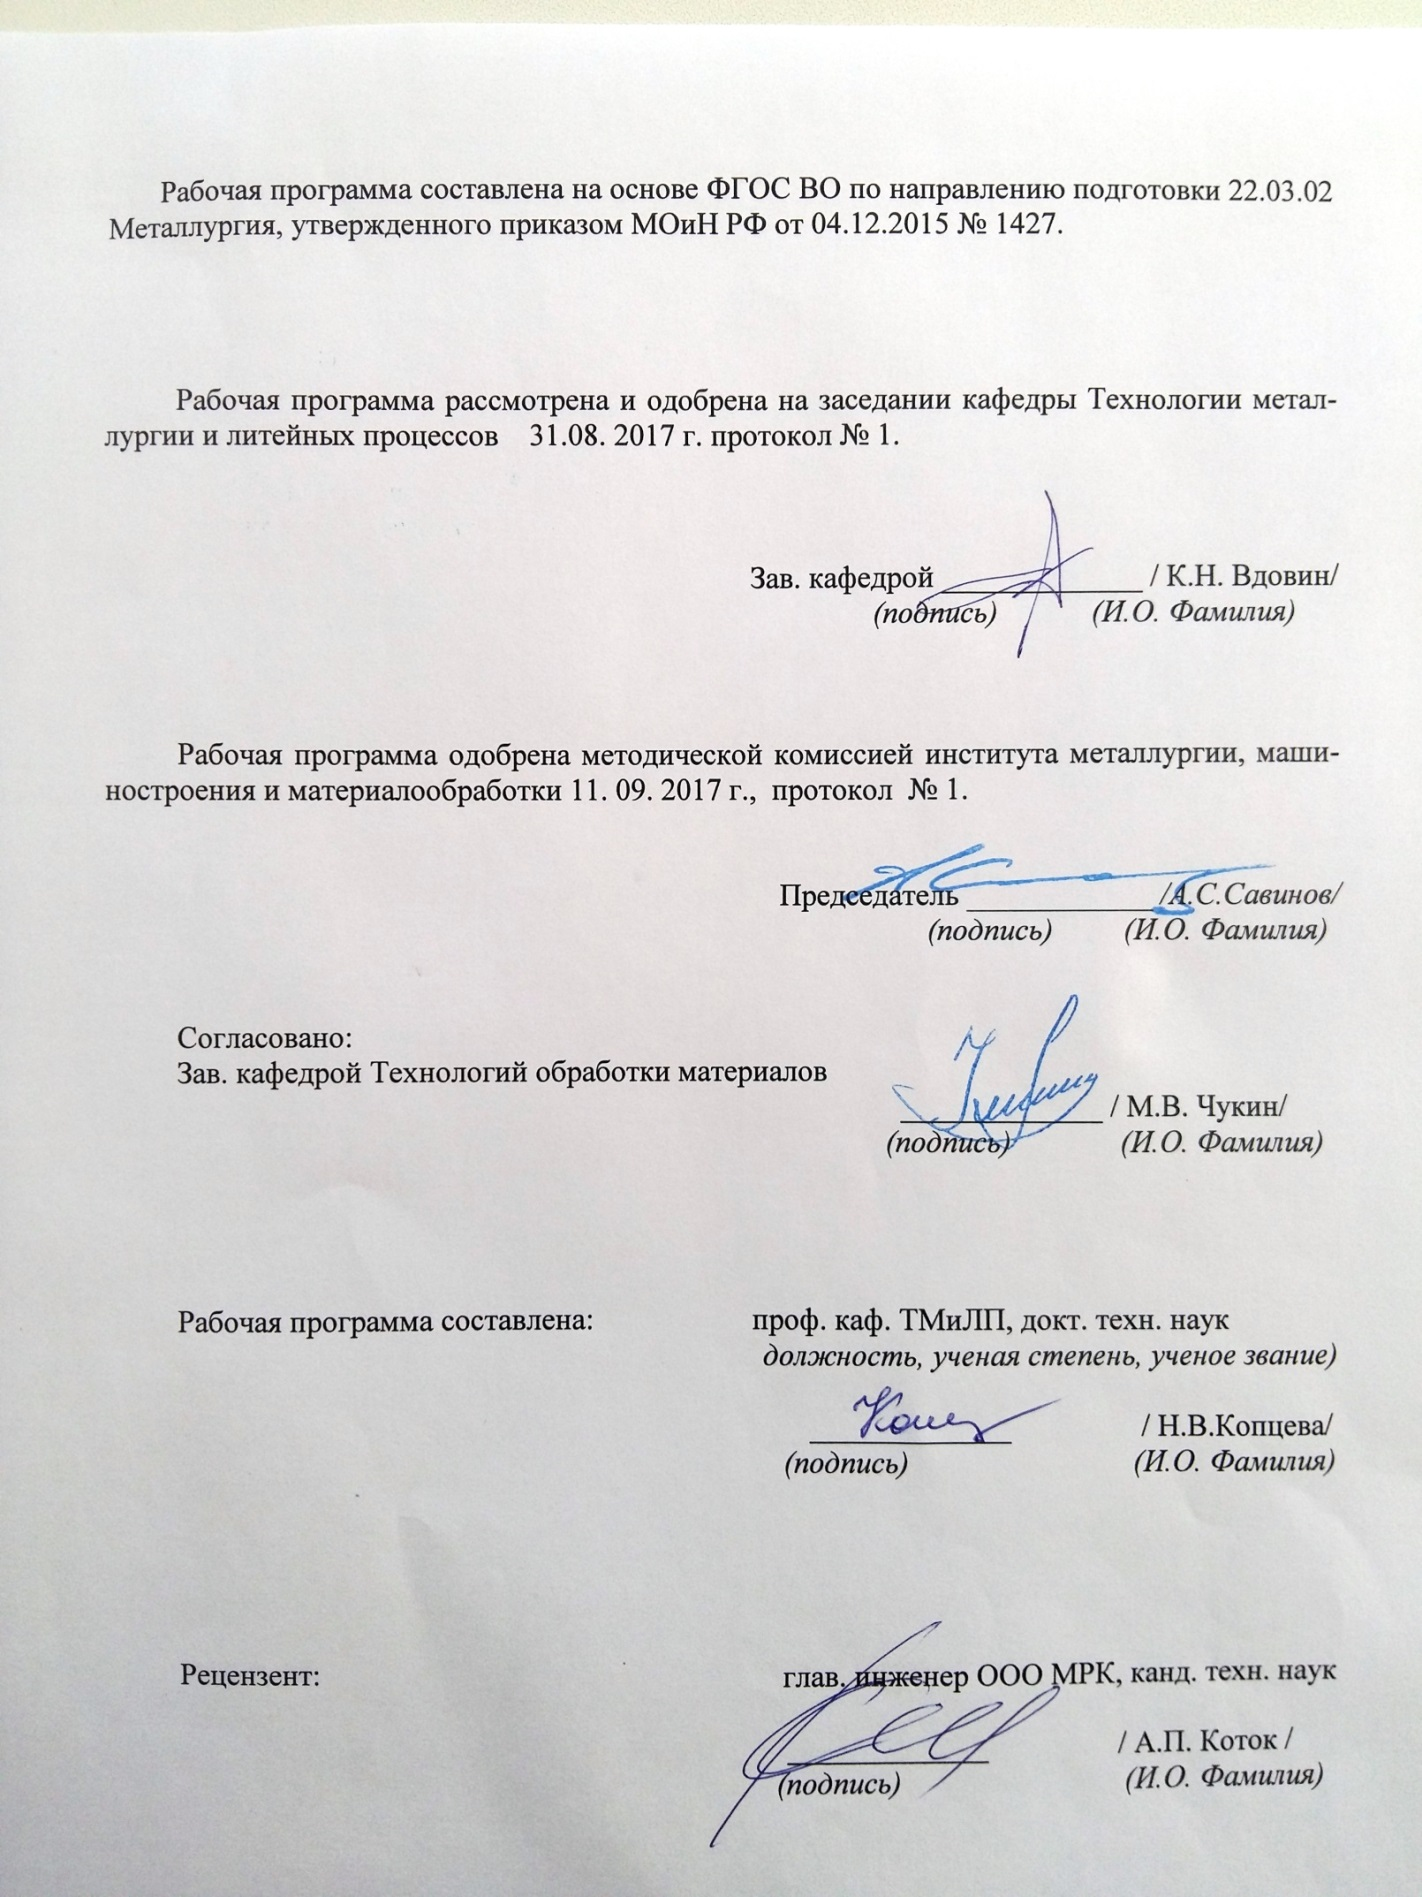 Рабочая программа составлена на основе ФГОС ВО по направлению подготовки 22.03.02
Металлургия, утвержденного приказом МОиН РФ от 04.12.2015 № 1427.
Рабочая программа рассмотрена и одобрена на заседании кафедры Технологии метал-
лургии и литейных процессов 31.08. 2017 г. протокол № 1.
Зав. кафедрой ______________ / К.Н. Вдовин/
(подпись) (И.О. Фамилия)
Рабочая программа одобрена методической комиссией института металлургии, маши-
ностроения и материалообработки 11. 09. 2017 г., протокол № 1.
Председатель _____________/А.С.Савинов/
(подпись) (И.О. Фамилия)
Согласовано:
Зав. кафедрой Технологий обработки материалов
______________ / М.В. Чукин/
(подпись) (И.О. Фамилия)
Рабочая программа составлена: проф. каф. ТМиЛП, докт. техн. наук
должность, ученая степень, ученое звание)
______________ / Н.В.Копцева/
(подпись) (И.О. Фамилия)
Рецензент: глав. инженер ООО МРК, канд. техн. наук
______________ / А.П. Коток /
(подпись) (И.О. Фамилия)